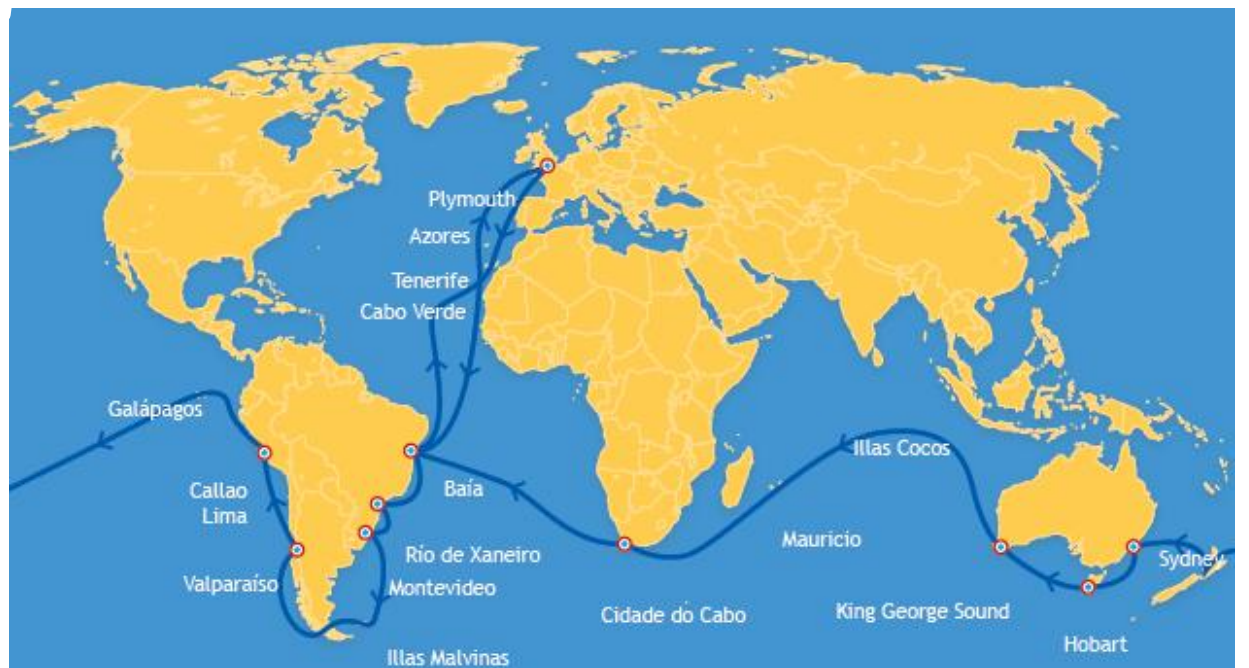 Plymouth
Azores
Tenerife
Cabo Verde
Galápagos
Illas Cocos
Callao
Lima
Baía
Mauricio
Río de Xaneiro
Sydney
Valparaíso
Montevideo
Cidade do Cabo
King George Sound
Hobart
Illas Malvinas